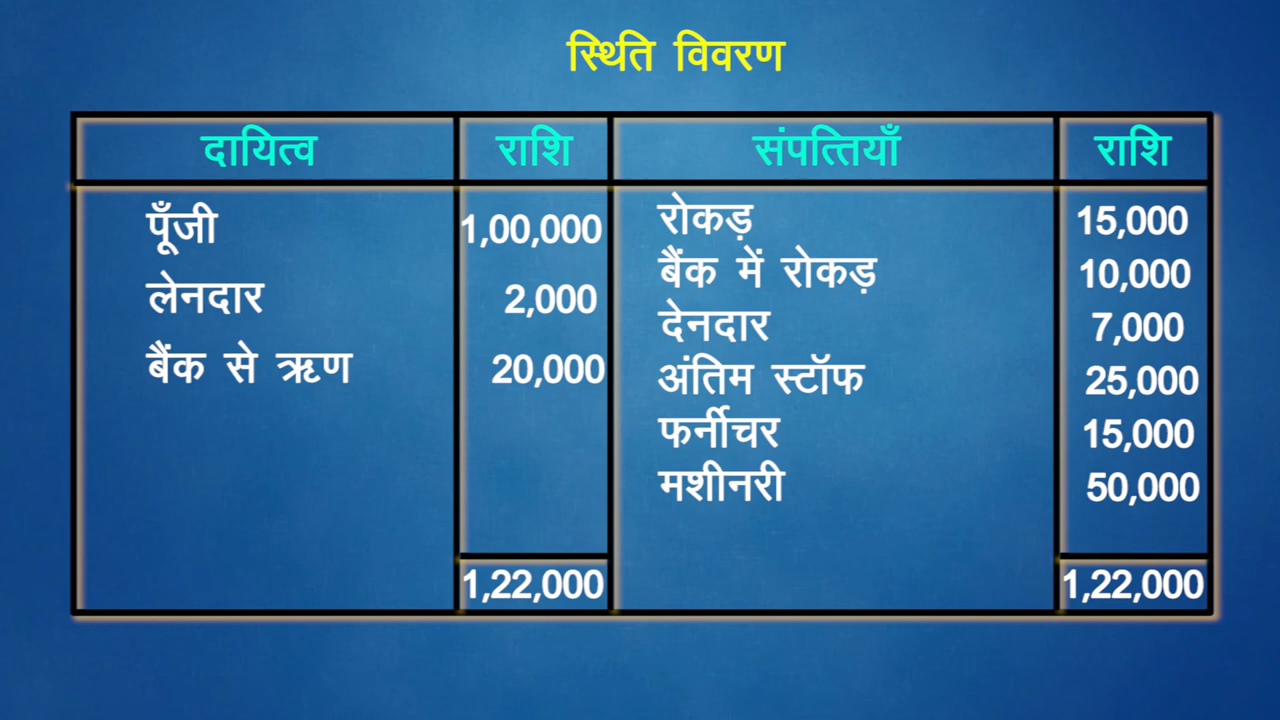 स्थिति विवरण
दायित्व राशि संपत्तियाँ राशि
पूँजी 1,00,000 रोकड़ 15,000
बैंक में रोकड़ 10,000
लेनदार 2,000 देनदार 7,000
बैंक से ऋण 20,000 अंतिम स्टॉफ 25,000
फर्नीचर 15,000
मशीनरी 50,000
1,22,000 1,22,000